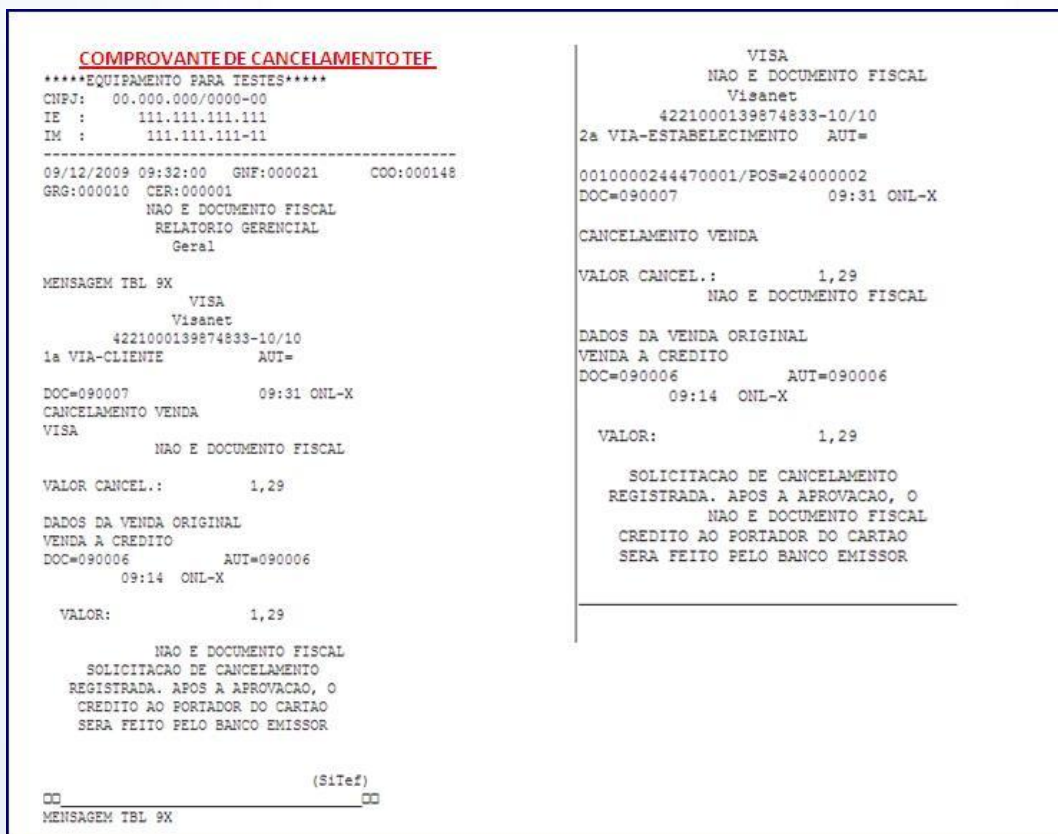 COMPROVANTE DE CANCELAMENTO TEF
*****EQUIPAMENTO PARA TESTES*****
CNPJ: 00.000.000/0000-00
IE : 111.111.111.111
IM : 111.111.111-11
------------------------------------------------
09/12/2009 09:32:00 GNF:000021 COO:000148
GRG:000010 CER:000001
NAO E DOCUMENTO FISCAL
RELATORIO GERENCIAL
Geral
MENSAGEM TBL 9X
VISA
Visanet
4221000139874833-10/10
1a VIA-CLIENTE AUT=
DOC=090007 09:31 ONL-X
CANCELAMENTO VENDA
VISA
NAO E DOCUMENTO FISCAL
VALOR CANCEL.: 1,29
DADOS DA VENDA ORIGINAL
VENDA A CREDITO
DOC=090006 AUT=090006
09:14 ONL-X
VALOR: 1,29
NAO E DOCUMENTO FISCAL
SOLICITACAO DE CANCELAMENTO
REGISTRADA. APOS A APROVACAO, O
CREDITO AO PORTADOR DO CARTAO
SERA FEITO PELO BANCO EMISSOR
(SiTef)
MENSAGEM TBL 9X
VISA
NAO E DOCUMENTO FISCAL
Visanet
4221000139874833-10/10
2a VIA-ESTABELECIMENTO AUT=
0010000244470001/POS=24000002
DOC=090007 09:31 ONL-X
CANCELAMENTO VENDA
VALOR CANCEL.: 1,29
NAO E DOCUMENTO FISCAL
DADOS DA VENDA ORIGINAL
VENDA A CREDITO
DOC=090006 AUT=090006
09:14 ONL-X
VALOR: 1,29
SOLICITACAO DE CANCELAMENTO
REGISTRADA. APOS A APROVACAO, O
NAO E DOCUMENTO FISCAL
CREDITO AO PORTADOR DO CARTAO
SERA FEITO PELO BANCO EMISSOR